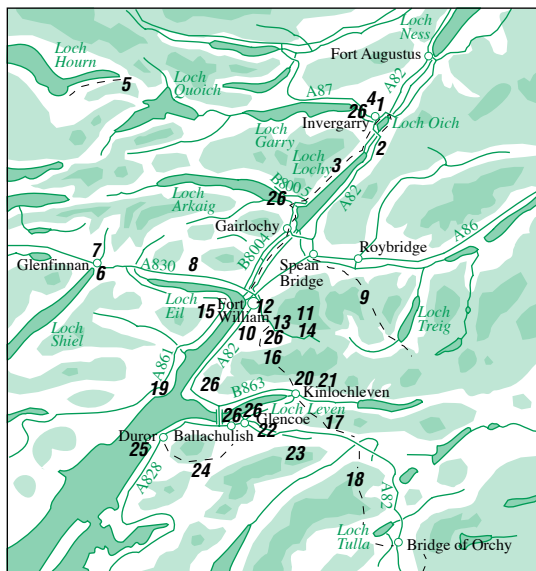 Loch
Ness
Fort Augustus
Loch
Hourn
5
Loch
Quoich
A87
A82
4
1
26
Invergarry
Loch Oich
Loch
Garry
2
3
Loch
Lochy
B8005
A82
Loch
Arkaig
26
Gairlochy
B8004
A86
Roybridge
Spean
Bridge
7
Glenfinnan
6
A830
8
9
Loch
Eil
15
Fort
William
12
11
13
14
10
26
16
Loch
Treig
Loch
Shiel
A861
A82
19
26
B863
20
21
Kinlochleven
26
26
Loch Leven
17
Glencoe
22
Duror
Ballachulish
25
24
23
18
A828
A82
Loch
Tulla
Bridge of Orchy